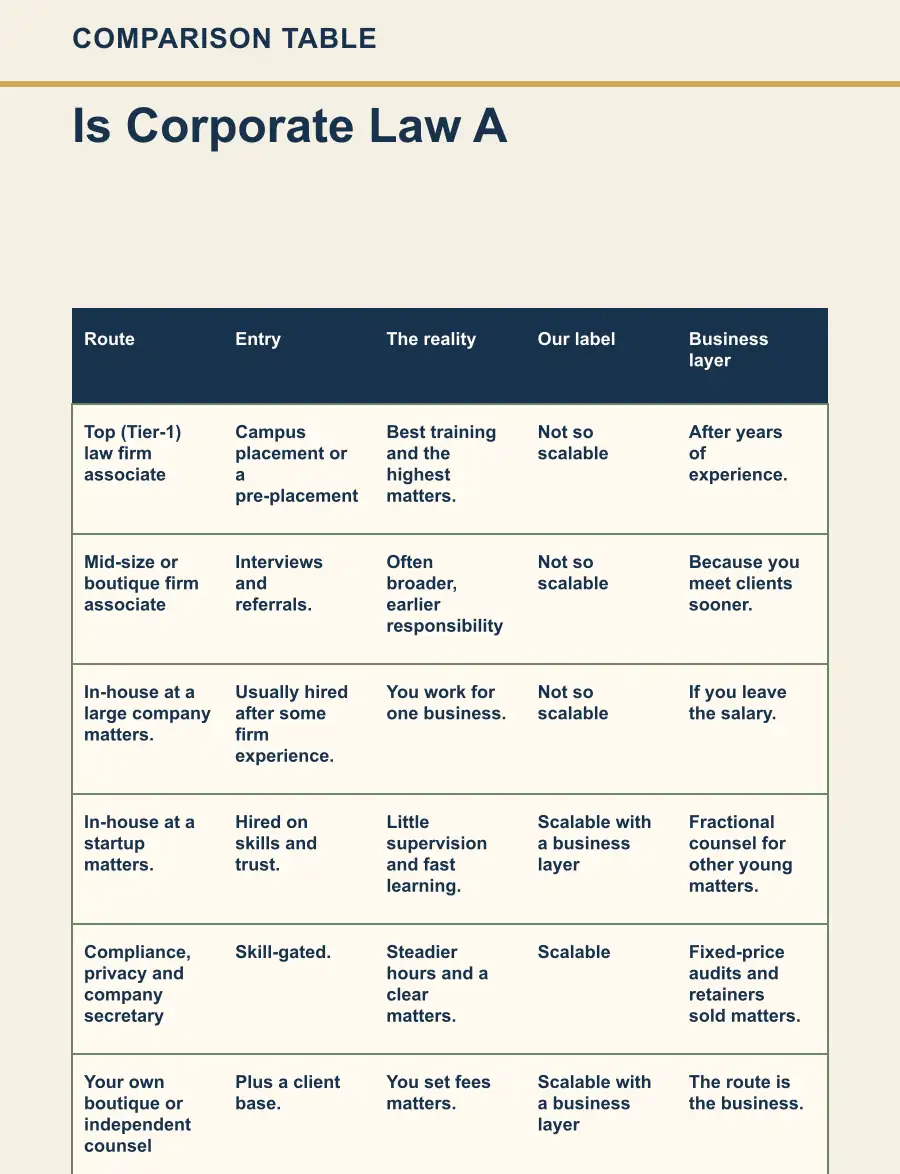 COMPARISON TABLE
Is Corporate Law A
Route
Entry
The reality
Our label
Business
layer
Top (Tier-1)
law firm
associate
Campus
placement or
a
pre-placement
Best training
and the
highest
matters.
Not so
scalable
After years
of
experience.
Mid-size or
boutique firm
associate
Interviews
and
referrals.
Often
broader,
earlier
responsibility
Not so
scalable
Because you
meet clients
sooner.
In-house at a
large company
matters.
Usually hired
after some
firm
experience.
You work for
one business.
Not so
scalable
If you leave
the salary.
In-house at a
startup
matters.
Hired on
skills and
trust.
Little
supervision
and fast
learning.
Scalable with
a business
layer
Fractional
counsel for
other young
matters.
Compliance,
privacy and
company
secretary
Skill-gated.
Steadier
hours and a
clear
matters.
Scalable
Fixed-price
audits and
retainers
sold matters.
Your own
boutique or
independent
counsel
Plus a client
base.
You set fees
matters.
Scalable with
a business
layer
The route is
the business.